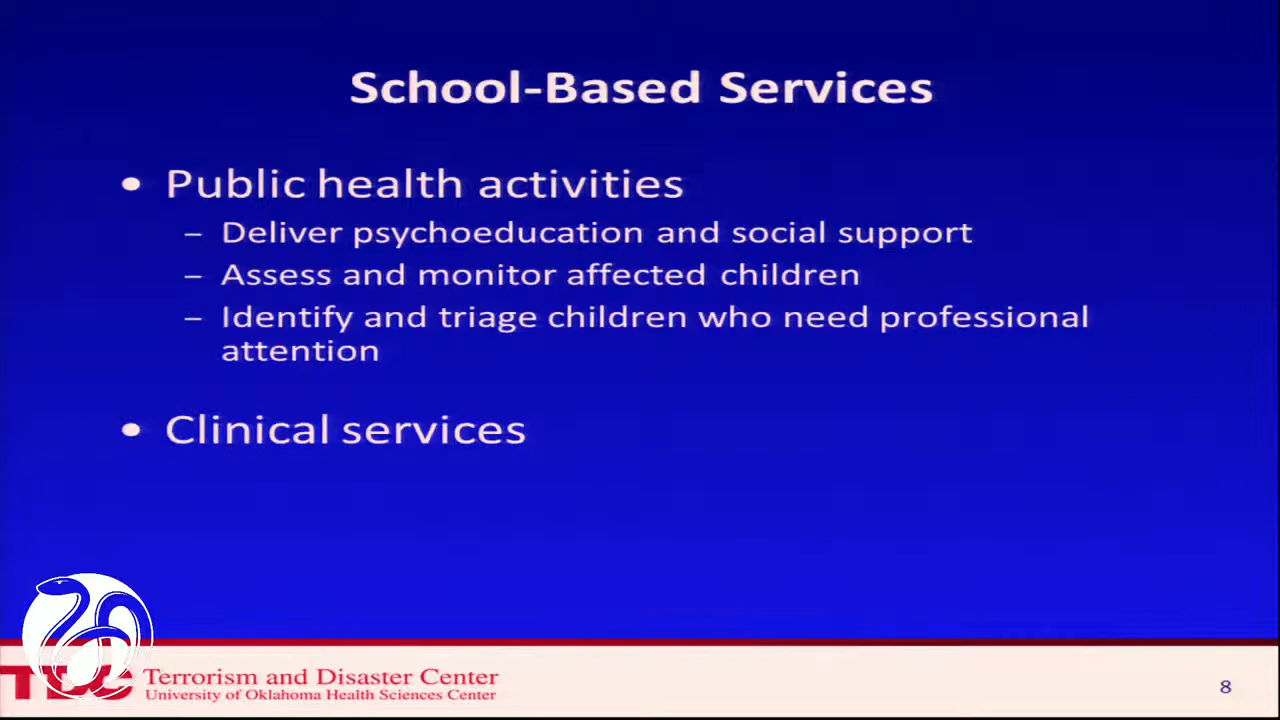 School-Based Services
• Public health activities
– Deliver psychoeducation and social support
– Assess and monitor affected children
– Identify and triage children who need professional
attention
• Clinical services
Terrorism and Disaster Center
University of Oklahoma Health Sciences Center
8